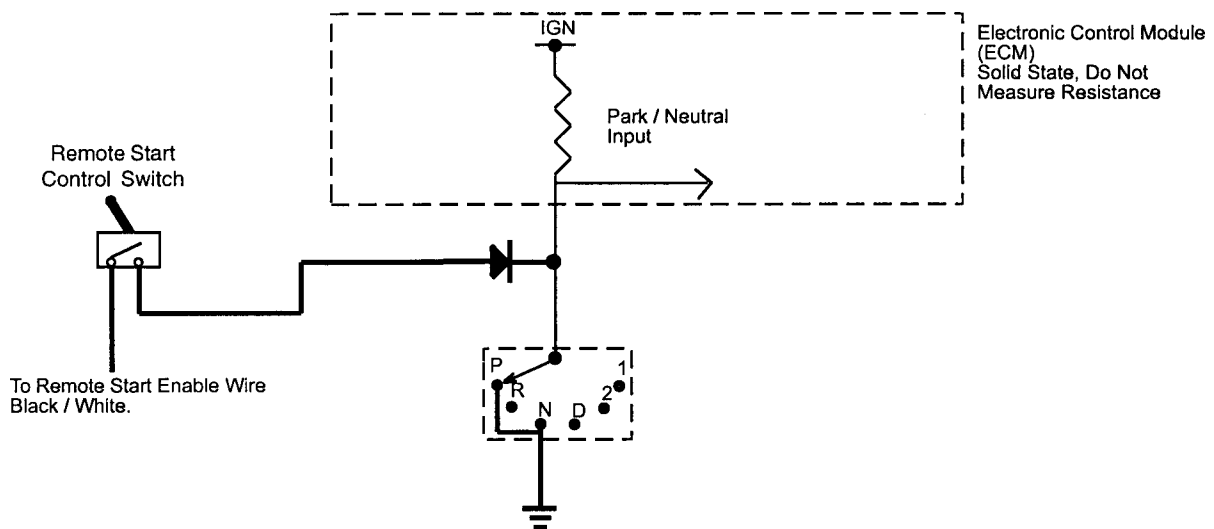 IGN
Electronic Control Module
(ECM)
Solid State, Do Not
Measure Resistance
Park / Neutral
Input
Remote Start
Control Switch
To Remote Start Enable Wire
Black / White.
P
R
N
D
2
1